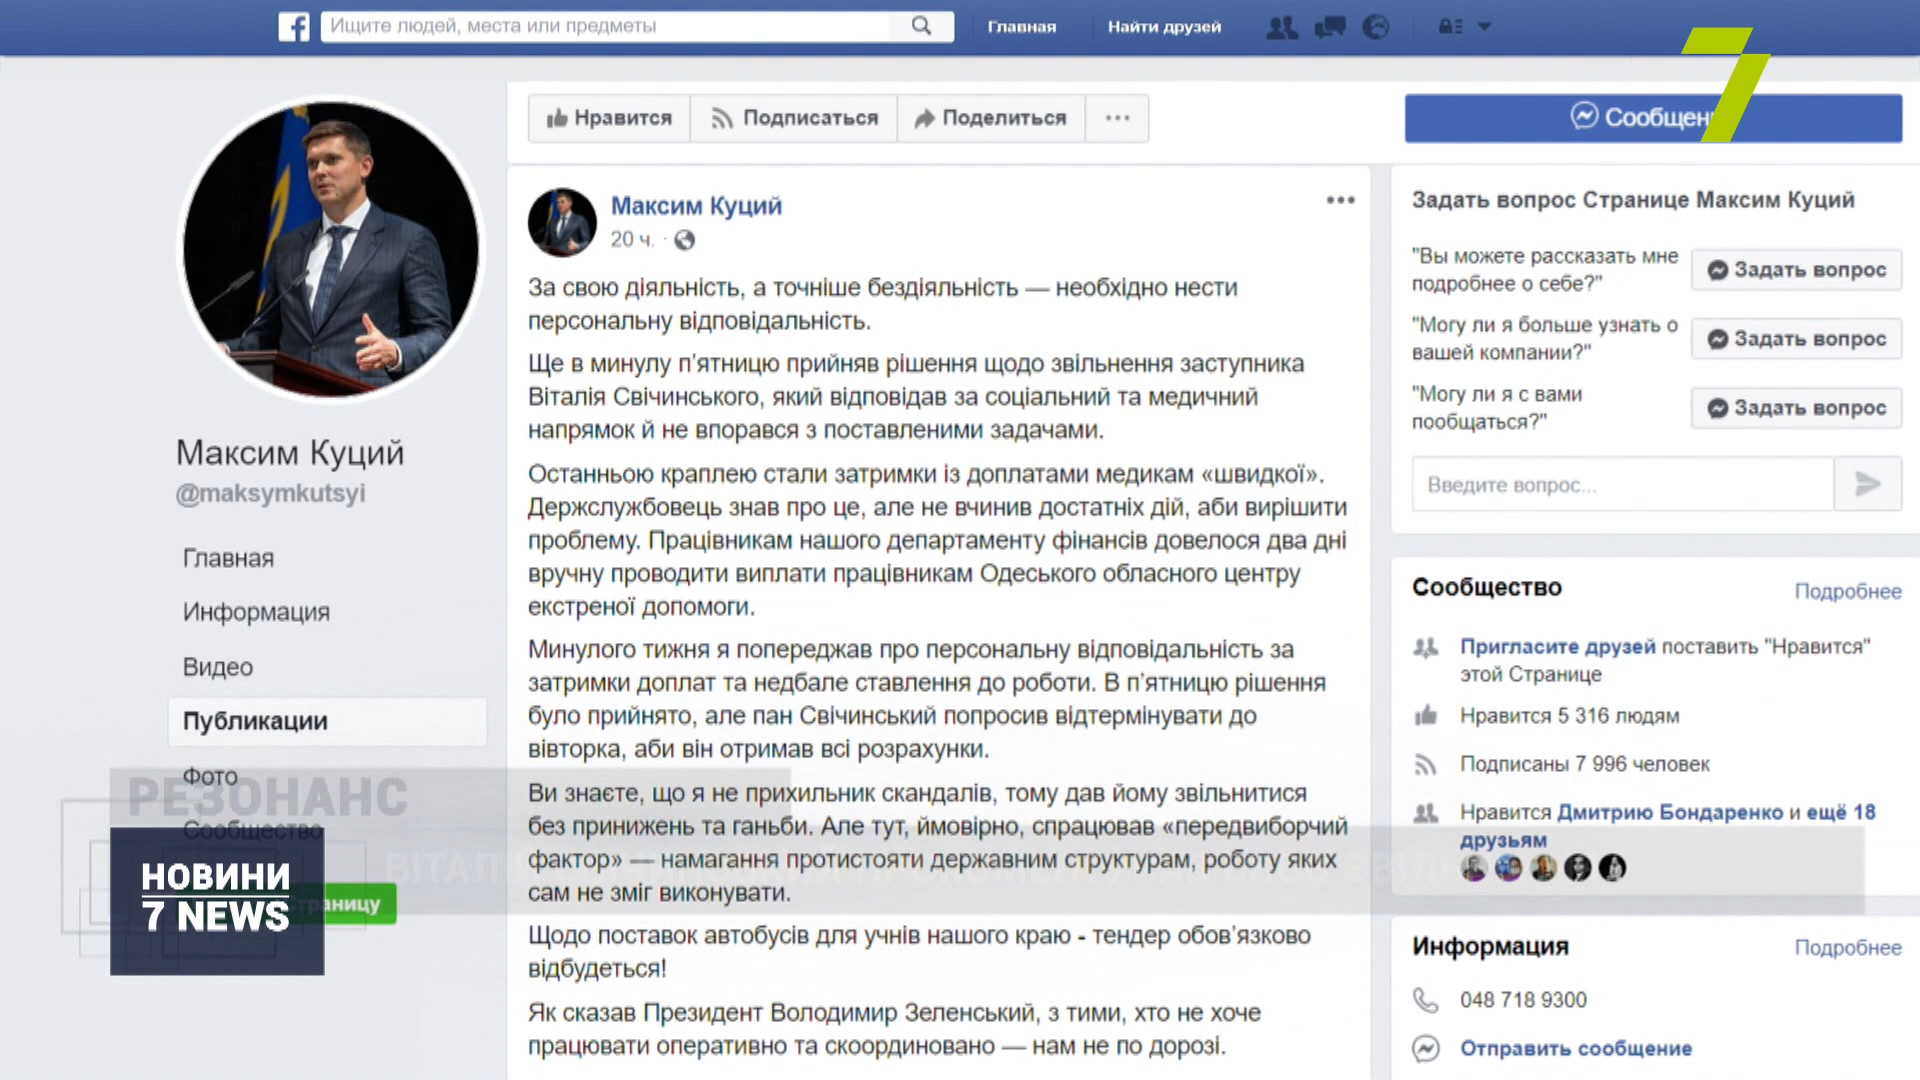 Ищите людей, места или предметы
Главная
Найти друзей
7
Нравится
Подписаться
Поделиться
Максим Куций
@maksymkutsyi
Главная
Информация
Видео
Публикации
Фото
Сообщество
РЕЗОНАНС
НОВИНИ
7 NEWS
Максим Куций
20 ч.
За свою діяльність, а точніше бездіяльність — необхідно нести
персональну відповідальність.
Ще в минулу п’ятницю прийняв рішення щодо звільнення заступника
Віталія Свічинського, який відповідав за соціальний та медичний
напрямок й не впорався з поставленими задачами.
Останньою краплею стали затримки із доплатами медикам «швидкої».
Держслужбовець знав про це, але не вчинив достатніх дій, аби вирішити
проблему. Працівникам нашого департаменту фінансів довелося два дні
вручну проводити виплати працівникам Одеського обласного центру
екстреної допомоги.
Минулого тижня я попереджав про персональну відповідальність за
затримки доплат та недбале ставлення до роботи. В п’ятницю рішення
було прийнято, але пан Свічинський попросив відтермінувати до
вівторка, аби він отримав всі розрахунки.
Ви знаєте, що я не прихильник скандалів, тому дав йому звільнитися
без принижень та ганьби. Але тут, ймовірно, спрацював «передвиборчий
фактор» — намагання протистояти державним структурам, роботу яких
сам не зміг виконувати.
Щодо поставок автобусів для учнів нашого краю - тендер обов’язково
відбудеться!
Як сказав Президент Володимир Зеленський, з тими, хто не хоче
працювати оперативно та скоординовано — нам не по дорозі.
Задать вопрос Странице Максим Куций
"Вы можете рассказать мне
подробнее о себе?"
Задать вопрос
"Могу ли я больше узнать о
вашей компании?"
Задать вопрос
"Могу ли я с вами
пообщаться?"
Задать вопрос
Введите вопрос...
Сообщество
Подробнее
Пригласите друзей поставить "Нравится"
этой Странице
Нравится 5 316 людям
Подписаны 7 996 человек
Нравится Дмитрию Бондаренко и ещё 18
друзьям
Информация
Подробнее
048 718 9300
Отправить сообщение